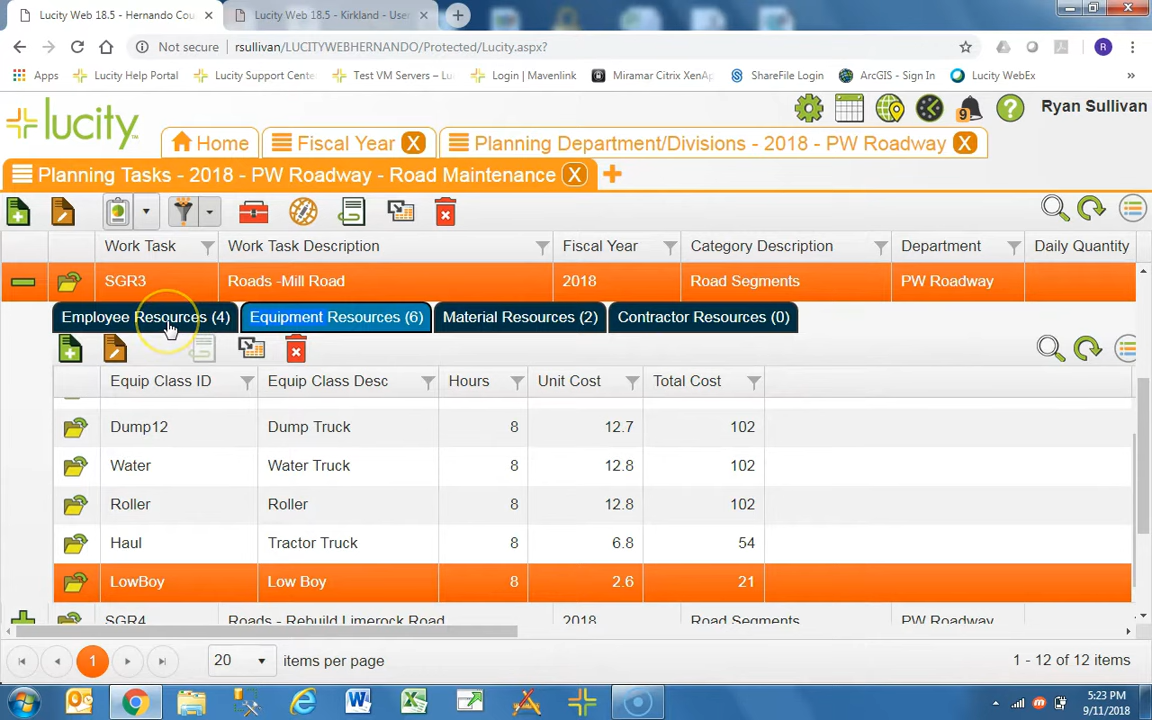 Lucity Web 18.5 - Hernando Cou
Lucity Web 18.5 - Kirkland - User
Not secure
rsullivan/LUCITYWEBHERNANDO/Protected/Lucity.aspx?
R
Apps
Lucity Help Portal
Lucity Support Cente
Test VM Servers – Lu
Login | Mavenlink
Miramar Citrix XenAp
ShareFile Login
ArcGIS - Sign In
Lucity WebEx
lucity
9
Ryan Sullivan
Home
Fiscal Year X
Planning Department/Divisions - 2018 - PW Roadway X
Planning Tasks - 2018 - PW Roadway - Road Maintenance X
Work Task Work Task Description Fiscal Year Category Description Department Daily Quantity
SGR3 Roads -Mill Road 2018 Road Segments PW Roadway
Employee Resources (4) Equipment Resources (6) Material Resources (2) Contractor Resources (0)
Equip Class ID Equip Class Desc Hours Unit Cost Total Cost
Dump12 Dump Truck 8 12.7 102
Water Water Truck 8 12.8 102
Roller Roller 8 12.8 102
Haul Tractor Truck 8 6.8 54
LowBoy Low Boy 8 2.6 21
SGR4 Roads - Rebuild Limerock Road 2018 Road Segments PW Roadway
1 20 items per page 1 - 12 of 12 items
5:23 PM
9/11/2018